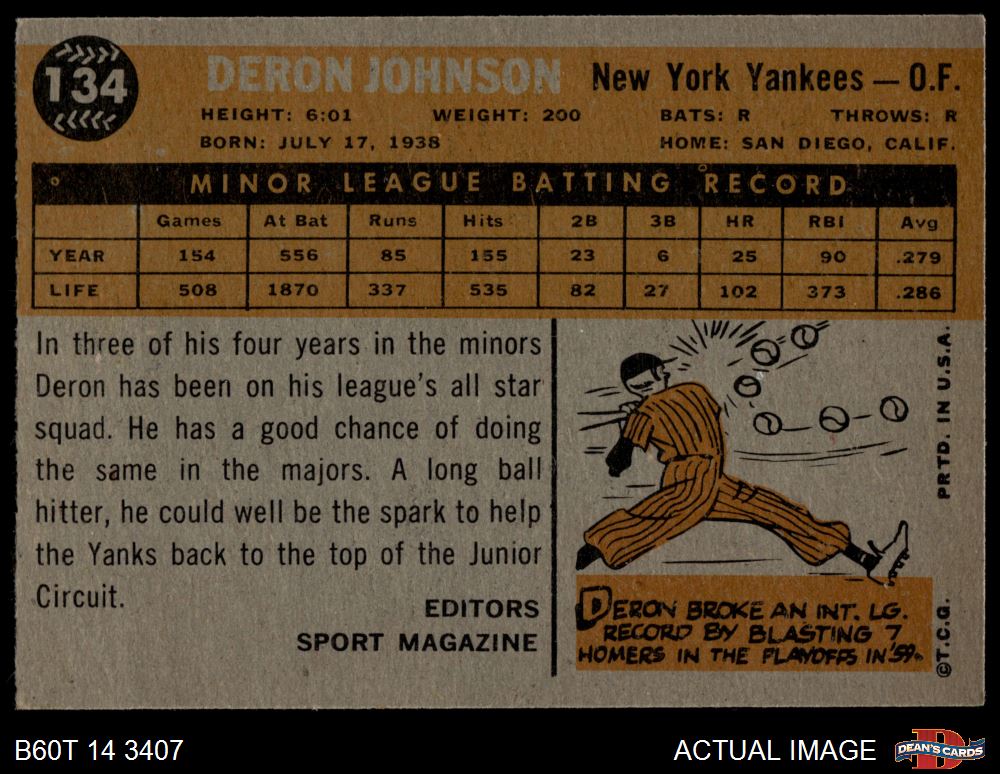 134
DERON JOHNSON New York Yankees — O.F.
HEIGHT: 6:01 WEIGHT: 200 BATS: R THROWS: R
BORN: JULY 17, 1938 HOME: SAN DIEGO, CALIF.
MINOR LEAGUE BATTING RECORD
Games At Bat Runs Hits 2B 3B HR RBI Avg
YEAR 154 556 85 155 23 6 25 90 .279
LIFE 508 1870 337 535 82 27 102 373 .286
In three of his four years in the minors
Deron has been on his league's all star
squad. He has a good chance of doing
the same in the majors. A long ball
hitter, he could well be the spark to help
the Yanks back to the top of the Junior
Circuit.
EDITORS
SPORT MAGAZINE
DERON BROKE AN INT. LG.
RECORD BY BLASTING 7
HOMERS IN THE PLAYOFFS IN '59.
©T.C.G. PRTD. IN U.S.A.
B60T 14 3407 ACTUAL IMAGE
D
DEAN'S CARDS